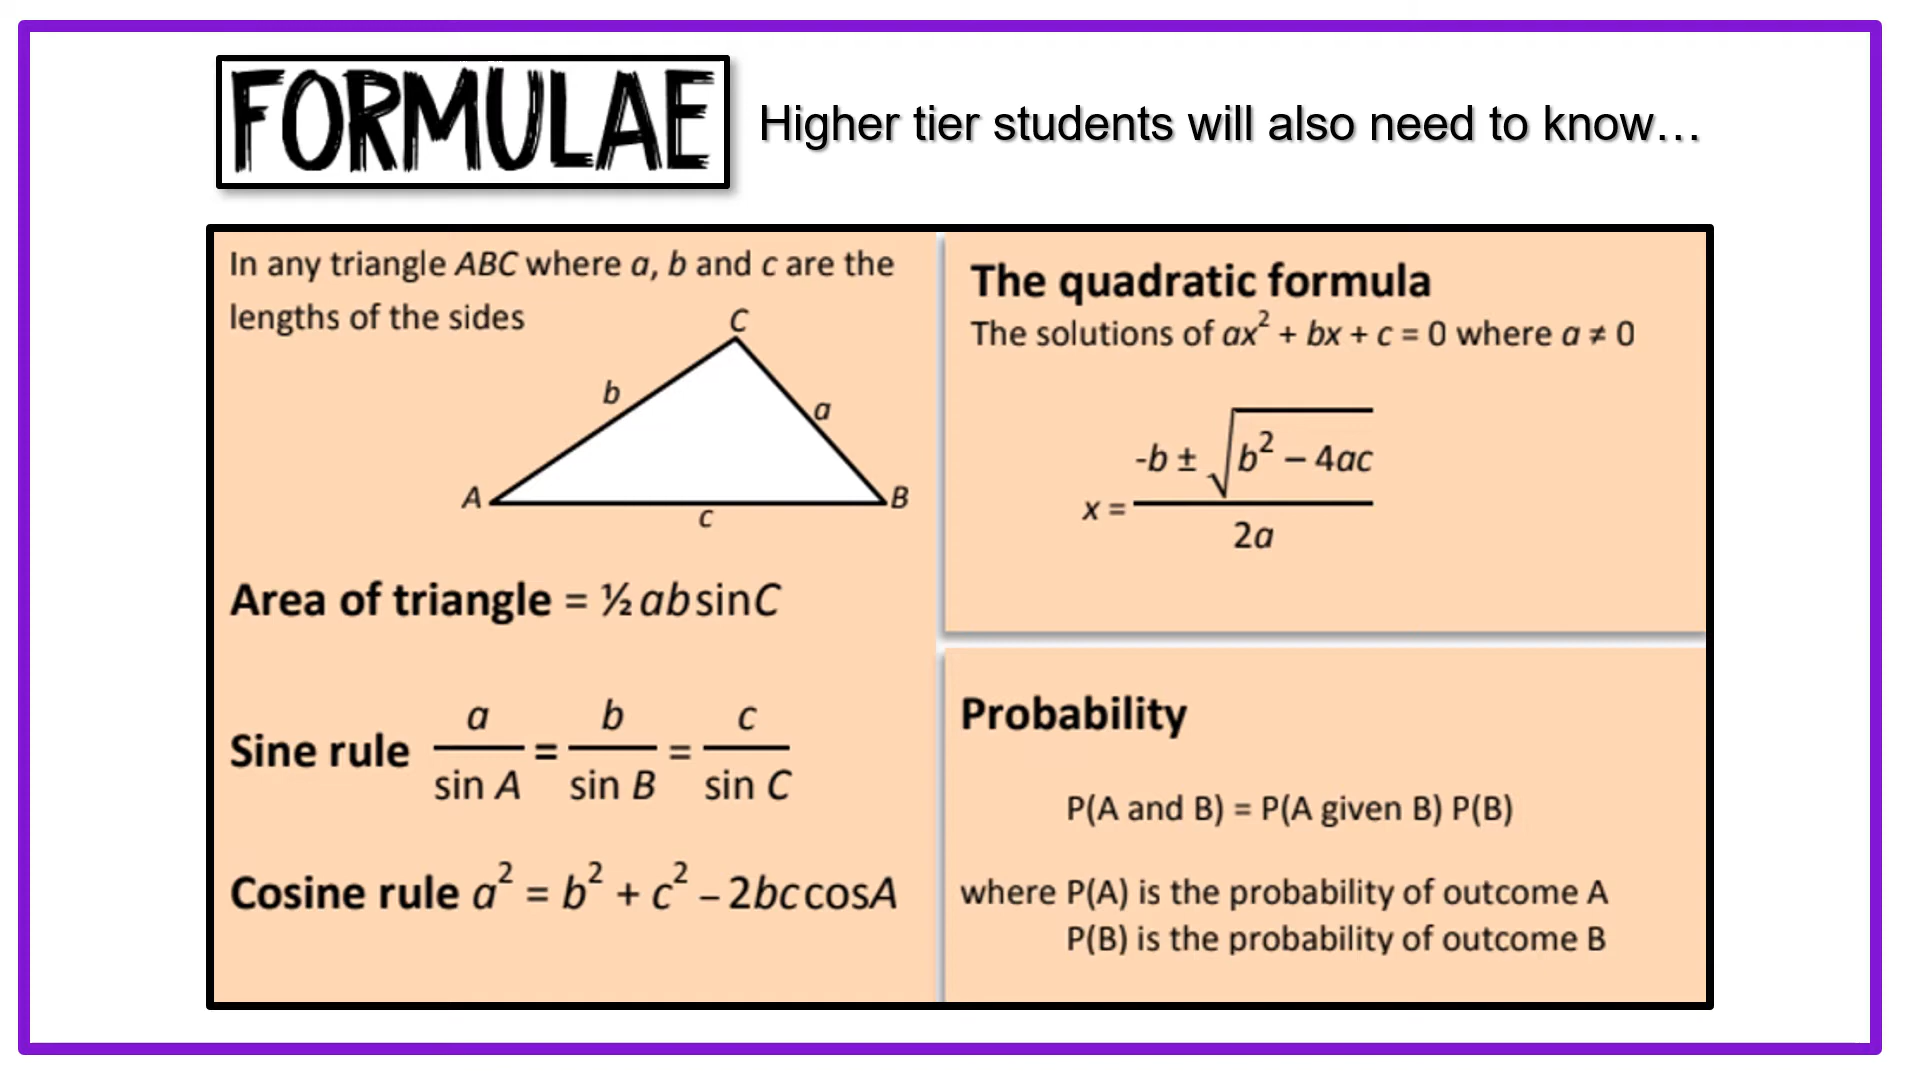 FORMULAE
Higher tier students will also need to know…
In any triangle ABC where a, b and c are the
lengths of the sides
C
b
a
A
B
c
Area of triangle = ½ absinC
Sine rule a/sin A = b/sin B = c/sin C
Cosine rule a² = b² + c² – 2bccosA
The quadratic formula
The solutions of ax² + bx + c = 0 where a ≠ 0
x = (-b ± √(b² – 4ac))/2a
Probability
P(A and B) = P(A given B) P(B)
where P(A) is the probability of outcome A
P(B) is the probability of outcome B